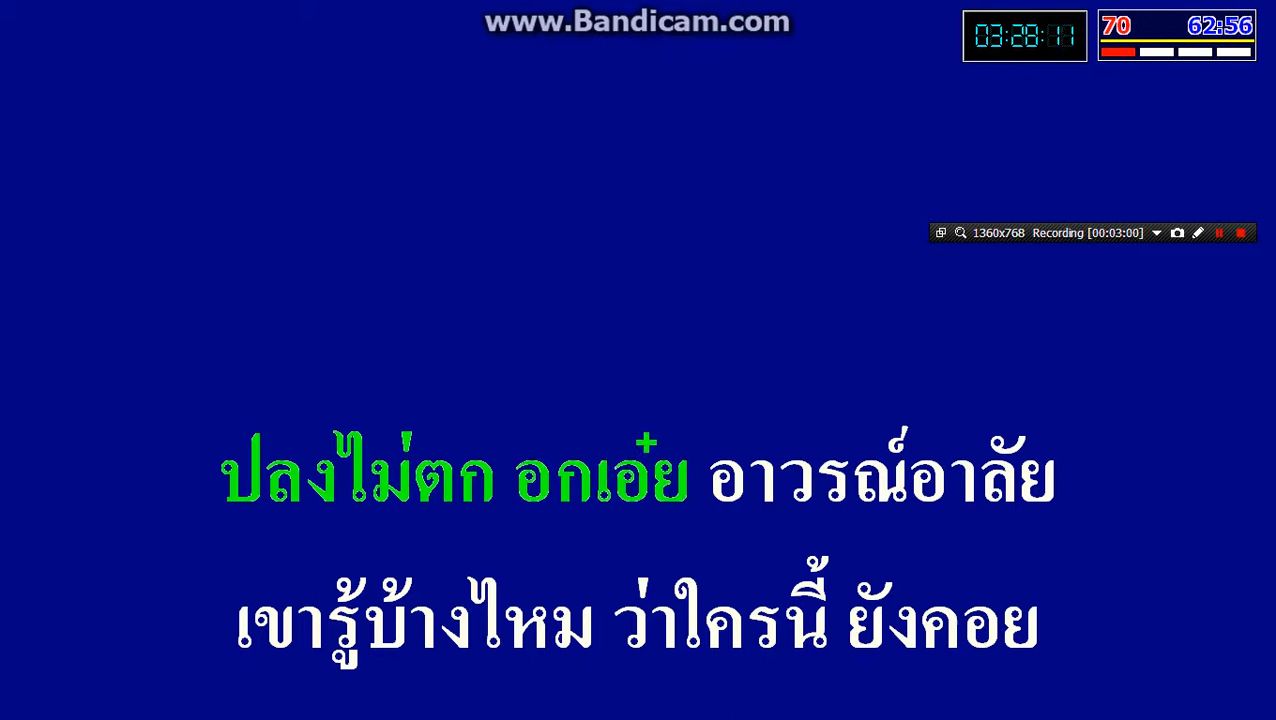 www.Bandicam.com
03:28:11
70 62:56
1360x768 Recording [00:03:00]
ปลงไม่ตก อกเอ๋ย อาวรณ์อาลัย
เขารู้บ้างไหม ว่าใครนี้ ยังคอย